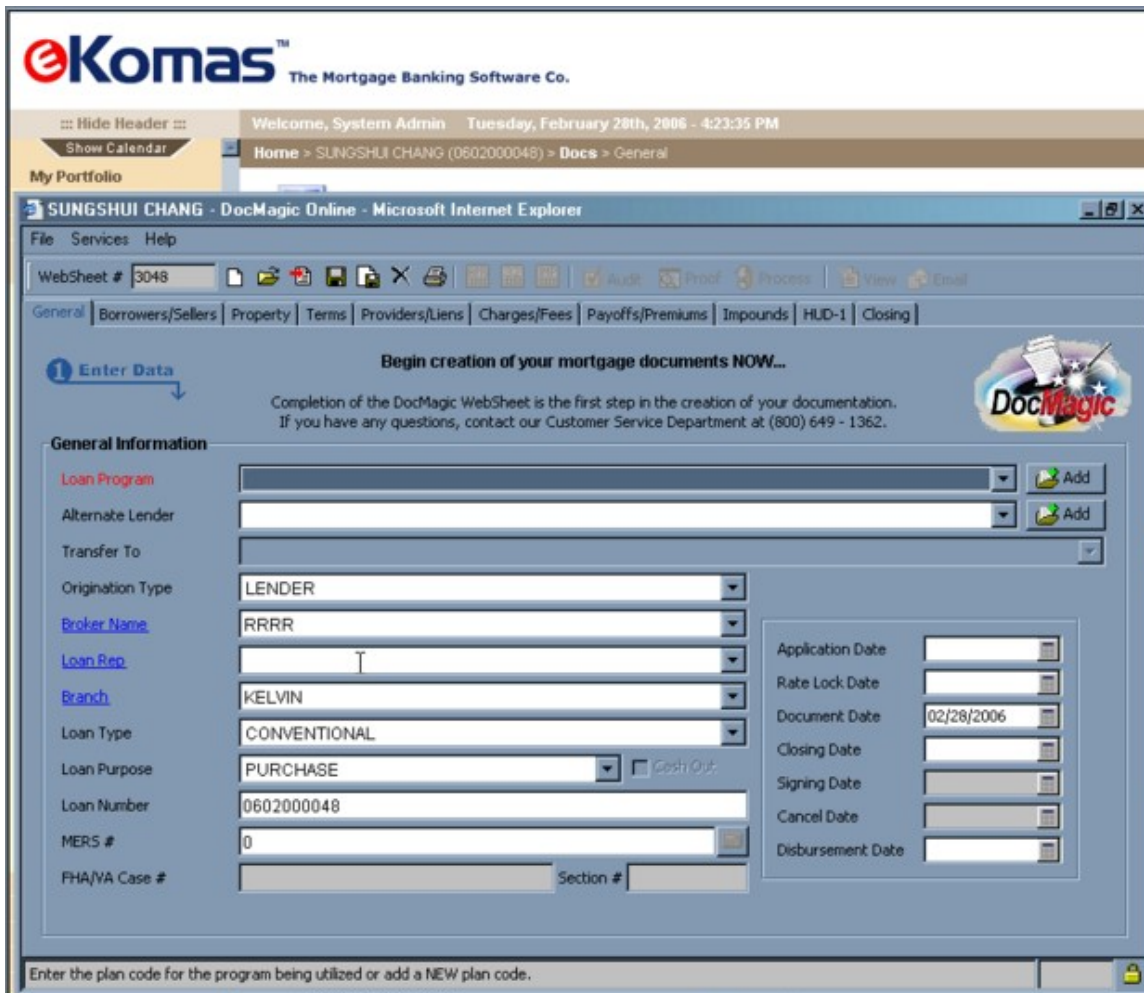 eKomas™ The Mortgage Banking Software Co.
::: Hide Header ::: Welcome, System Admin Tuesday, February 28th, 2006 - 4:23:35 PM
Show Calendar Home > SUNGSHUI CHANG (0602000048) > Docs > General
My Portfolio
SUNGSHUI CHANG - DocMagic Online - Microsoft Internet Explorer
File Services Help
WebSheet # 3048 Audit Proof Process View Email
General Borrowers/Sellers Property Terms Providers/Liens Charges/Fees Payoffs/Premiums Impounds HUD-1 Closing
1 Enter Data Begin creation of your mortgage documents NOW...
Completion of the DocMagic WebSheet is the first step in the creation of your documentation.
If you have any questions, contact our Customer Service Department at (800) 649 - 1362.
DocMagic
General Information
Loan Program Add
Alternate Lender Add
Transfer To
Origination Type LENDER
Broker Name RRRR
Loan Rep
Branch KELVIN
Loan Type CONVENTIONAL
Loan Purpose PURCHASE Cash Out
Loan Number 0602000048
MERS # 0
FHA/VA Case # Section #
Application Date
Rate Lock Date
Document Date 02/28/2006
Closing Date
Signing Date
Cancel Date
Disbursement Date
Enter the plan code for the program being utilized or add a NEW plan code.